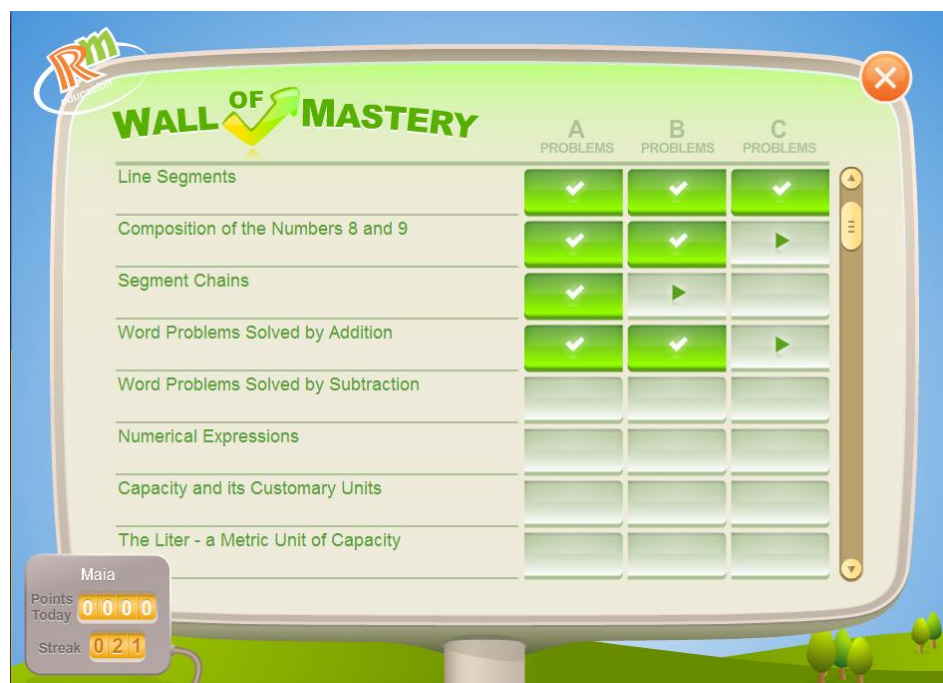 Rm
education
WALL OF MASTERY
A B C
PROBLEMS PROBLEMS PROBLEMS
Line Segments
Composition of the Numbers 8 and 9
Segment Chains
Word Problems Solved by Addition
Word Problems Solved by Subtraction
Numerical Expressions
Capacity and its Customary Units
The Liter - a Metric Unit of Capacity
Maia
Points
Today 0000
Streak 021